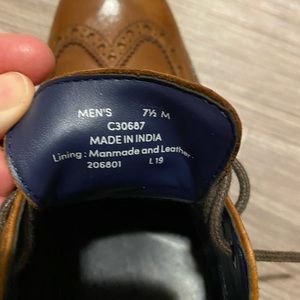 MEN'S 7½ M
C30687
MADE IN INDIA
Lining: Manmade and Leather
206801 L19